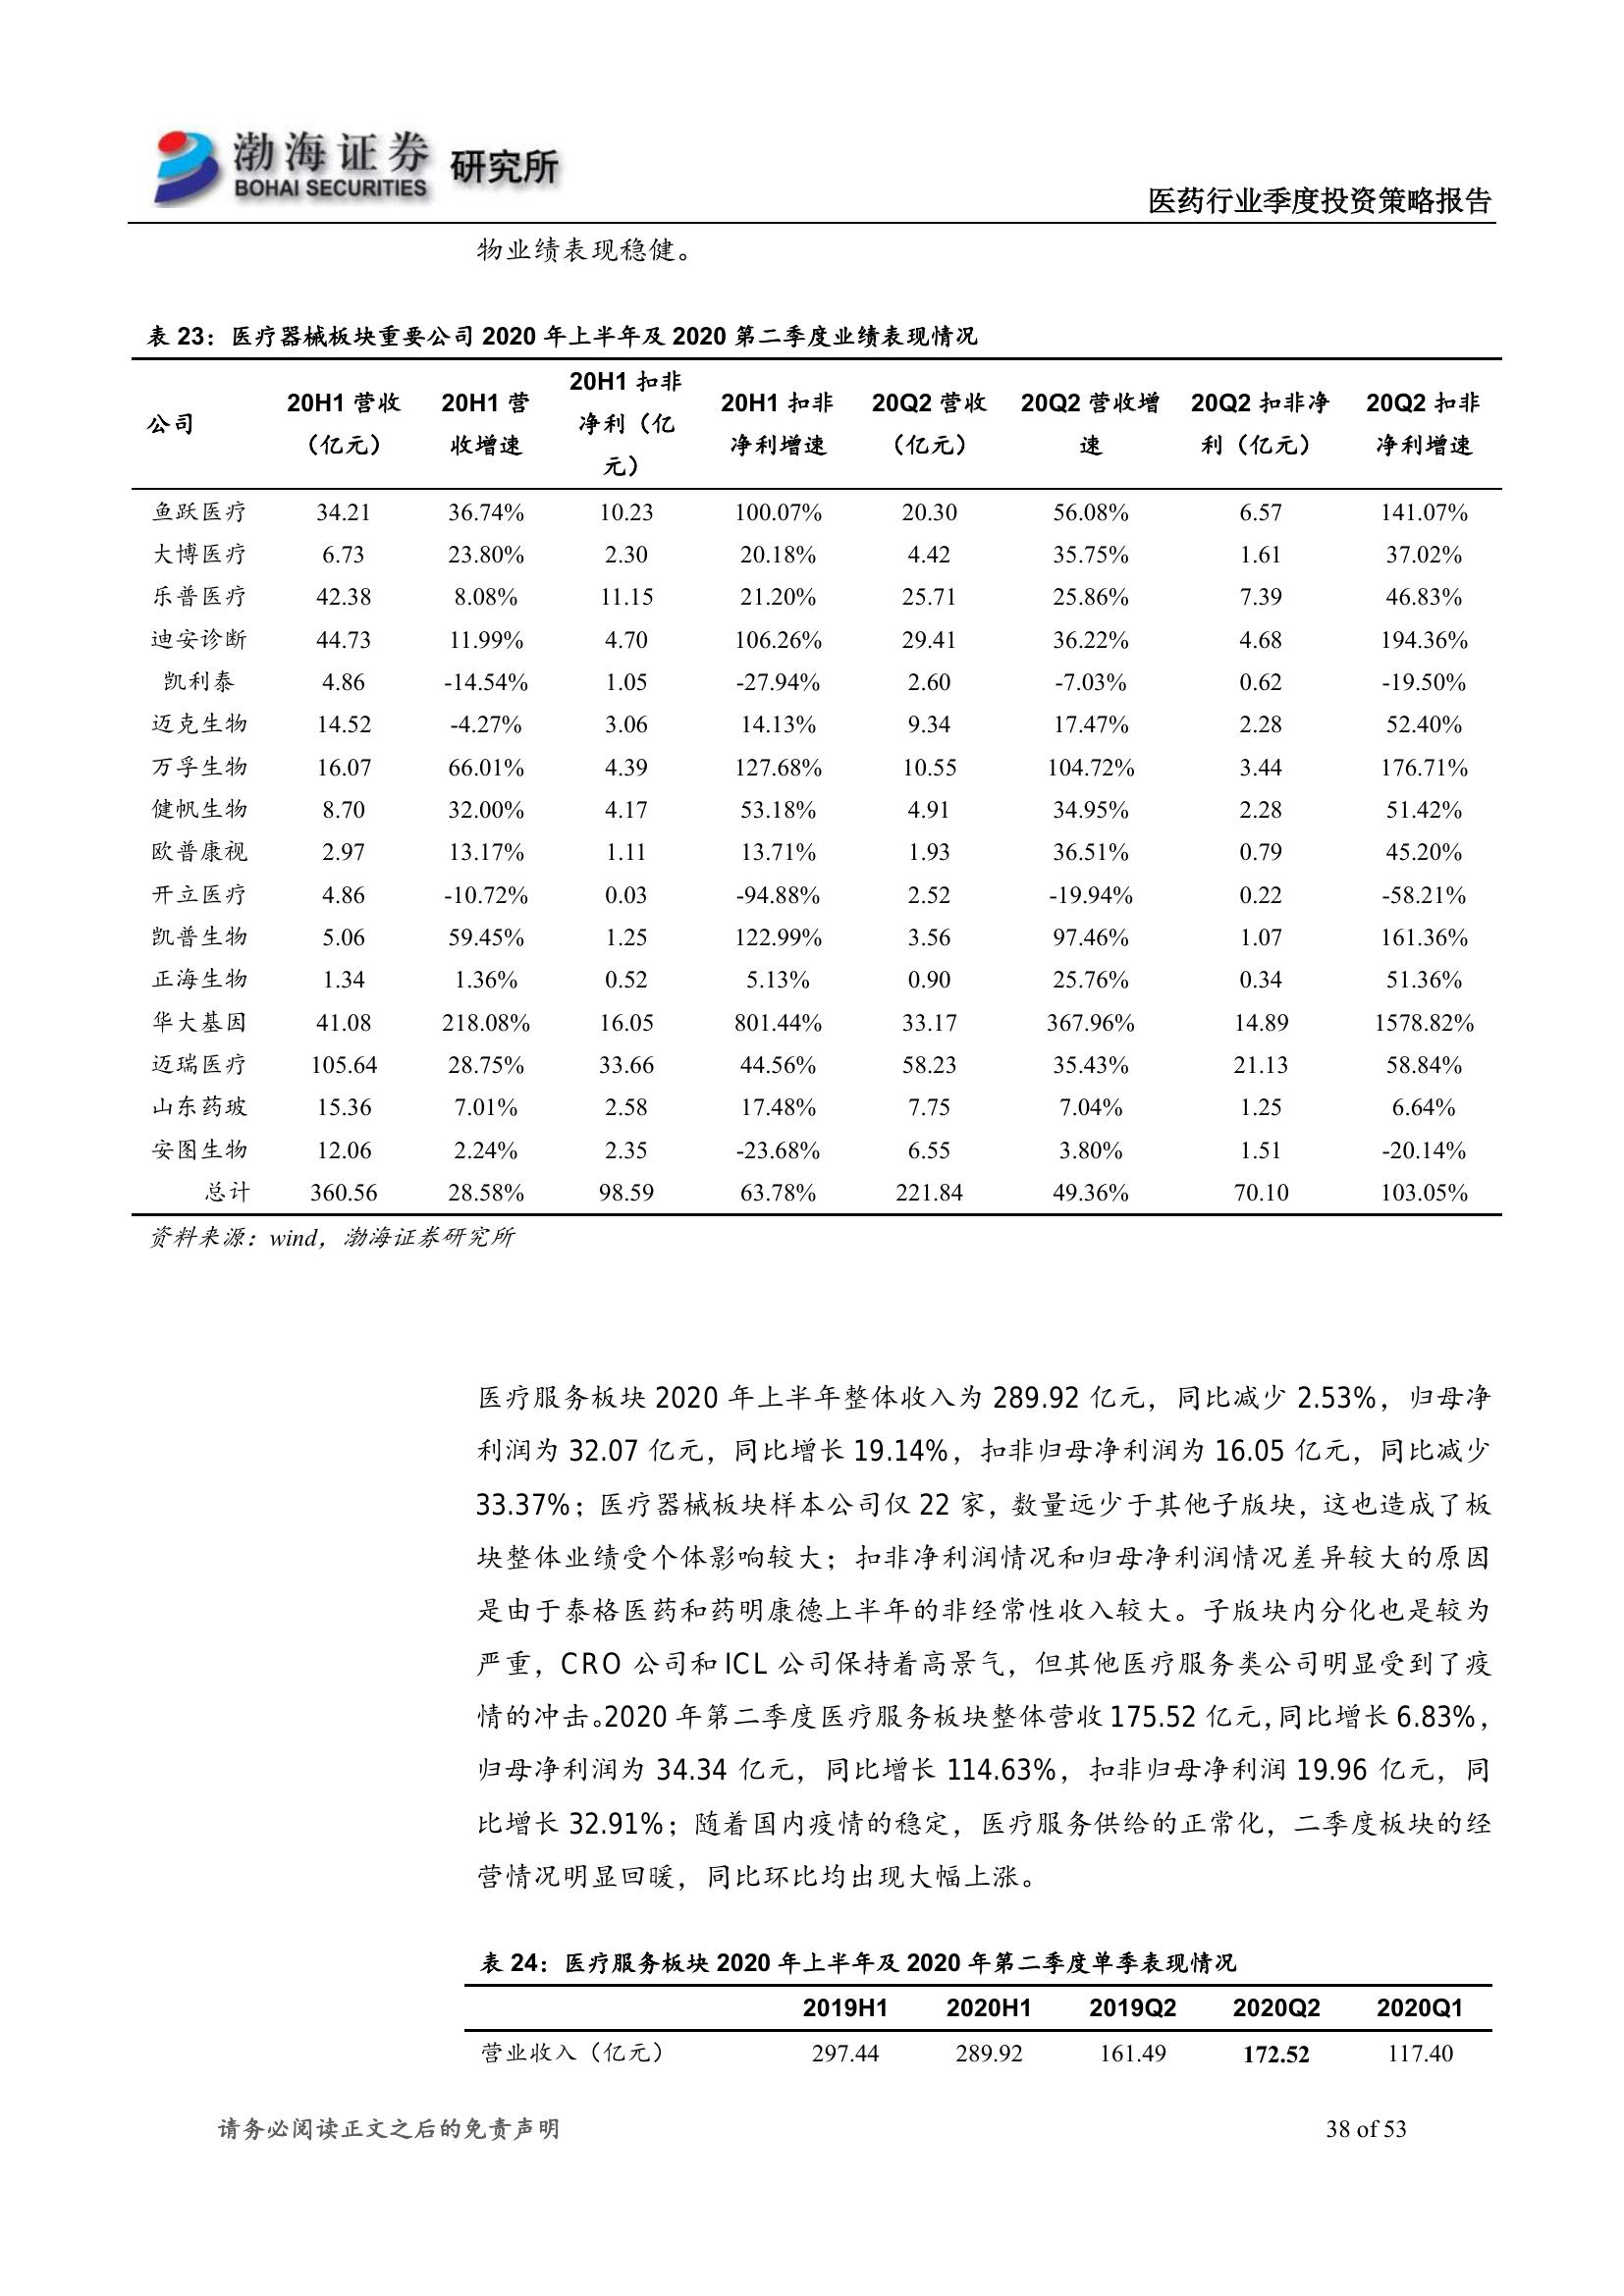 渤海证券 研究所
BOHAI SECURITIES
医药行业季度投资策略报告
物业绩表现稳健。
表 23：医疗器械板块重要公司 2020 年上半年及 2020 第二季度业绩表现情况
公司 20H1 营收（亿元） 20H1 营收增速 20H1 扣非净利（亿元） 20H1 扣非净利增速 20Q2 营收（亿元） 20Q2 营收增速 20Q2 扣非净利（亿元） 20Q2 扣非净利增速
鱼跃医疗 34.21 36.74% 10.23 100.07% 20.30 56.08% 6.57 141.07%
大博医疗 6.73 23.80% 2.30 20.18% 4.42 35.75% 1.61 37.02%
乐普医疗 42.38 8.08% 11.15 21.20% 25.71 25.86% 7.39 46.83%
迪安诊断 44.73 11.99% 4.70 106.26% 29.41 36.22% 4.68 194.36%
凯利泰 4.86 -14.54% 1.05 -27.94% 2.60 -7.03% 0.62 -19.50%
迈克生物 14.52 -4.27% 3.06 14.13% 9.34 17.47% 2.28 52.40%
万孚生物 16.07 66.01% 4.39 127.68% 10.55 104.72% 3.44 176.71%
健帆生物 8.70 32.00% 4.17 53.18% 4.91 34.95% 2.28 51.42%
欧普康视 2.97 13.17% 1.11 13.71% 1.93 36.51% 0.79 45.20%
开立医疗 4.86 -10.72% 0.03 -94.88% 2.52 -19.94% 0.22 -58.21%
凯普生物 5.06 59.45% 1.25 122.99% 3.56 97.46% 1.07 161.36%
正海生物 1.34 1.36% 0.52 5.13% 0.90 25.76% 0.34 51.36%
华大基因 41.08 218.08% 16.05 801.44% 33.17 367.96% 14.89 1578.82%
迈瑞医疗 105.64 28.75% 33.66 44.56% 58.23 35.43% 21.13 58.84%
山东药玻 15.36 7.01% 2.58 17.48% 7.75 7.04% 1.25 6.64%
安图生物 12.06 2.24% 2.35 -23.68% 6.55 3.80% 1.51 -20.14%
总计 360.56 28.58% 98.59 63.78% 221.84 49.36% 70.10 103.05%
资料来源：wind，渤海证券研究所
医疗服务板块 2020 年上半年整体收入为 289.92 亿元，同比减少 2.53%，归母净
利润为 32.07 亿元，同比增长 19.14%，扣非归母净利润为 16.05 亿元，同比减少
33.37%；医疗器械板块样本公司仅 22 家，数量远少于其他子版块，这也造成了板
块整体业绩受个体影响较大；扣非净利润情况和归母净利润情况差异较大的原因
是由于泰格医药和药明康德上半年的非经常性收入较大。子版块内分化也是较为
严重，CRO 公司和 ICL 公司保持着高景气，但其他医疗服务类公司明显受到了疫
情的冲击。2020 年第二季度医疗服务板块整体营收 175.52 亿元，同比增长 6.83%，
归母净利润为 34.34 亿元，同比增长 114.63%，扣非归母净利润 19.96 亿元，同
比增长 32.91%；随着国内疫情的稳定，医疗服务供给的正常化，二季度板块的经
营情况明显回暖，同比环比均出现大幅上涨。
表 24：医疗服务板块 2020 年上半年及 2020 年第二季度单季表现情况
2019H1 2020H1 2019Q2 2020Q2 2020Q1
营业收入（亿元） 297.44 289.92 161.49 172.52 117.40
请务必阅读正文之后的免责声明 38 of 53